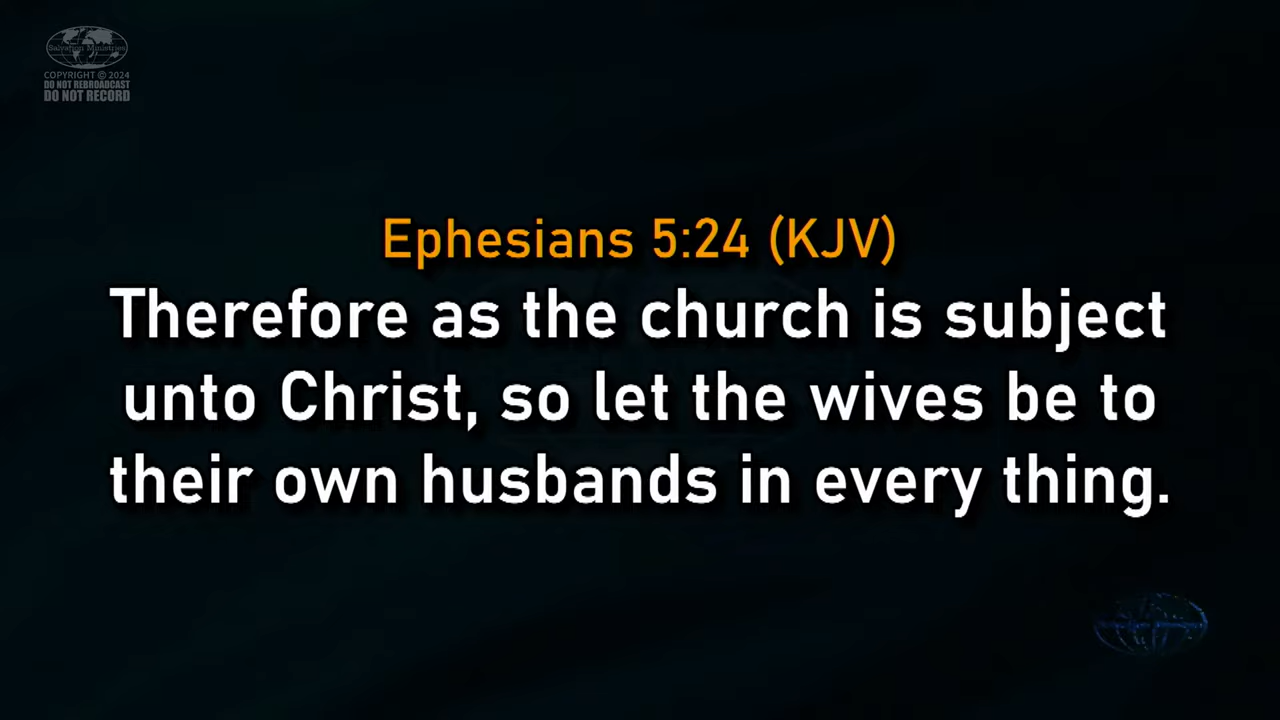 Salvation Ministries
COPYRIGHT © 2024
DO NOT REBROADCAST
DO NOT RECORD
Ephesians 5:24 (KJV)
Therefore as the church is subject
unto Christ, so let the wives be to
their own husbands in every thing.